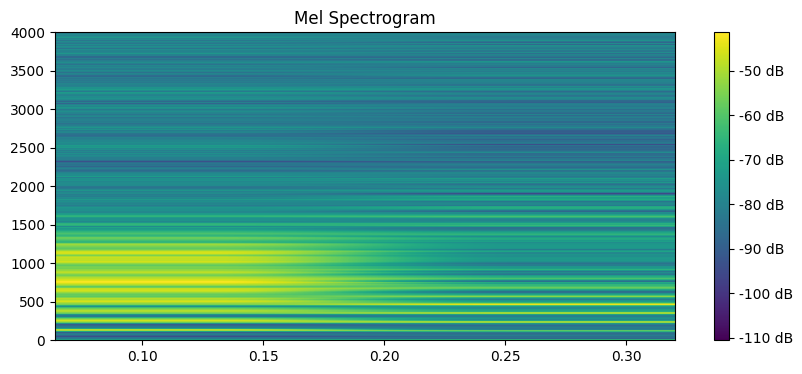 Mel Spectrogram
4000
3500
3000
2500
2000
1500
1000
500
0
0.10 0.15 0.20 0.25 0.30
-50 dB
-60 dB
-70 dB
-80 dB
-90 dB
-100 dB
-110 dB